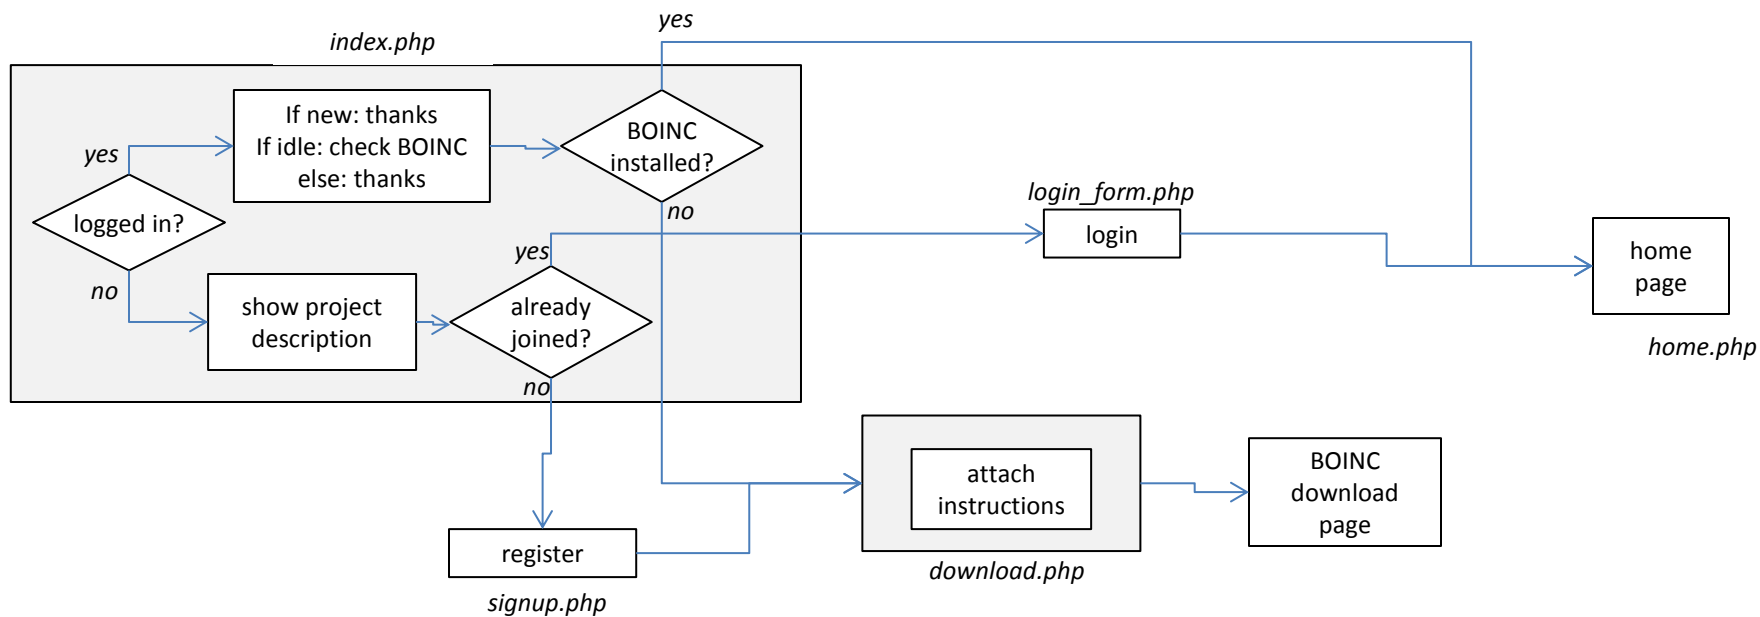 yes
index.php
If new: thanks
If idle: check BOINC
else: thanks
BOINC
installed?
yes
logged in?
no
login_form.php
login
no
yes
show project
description
already
joined?
no
home
page
home.php
attach
instructions
download.php
BOINC
download
page
register
signup.php